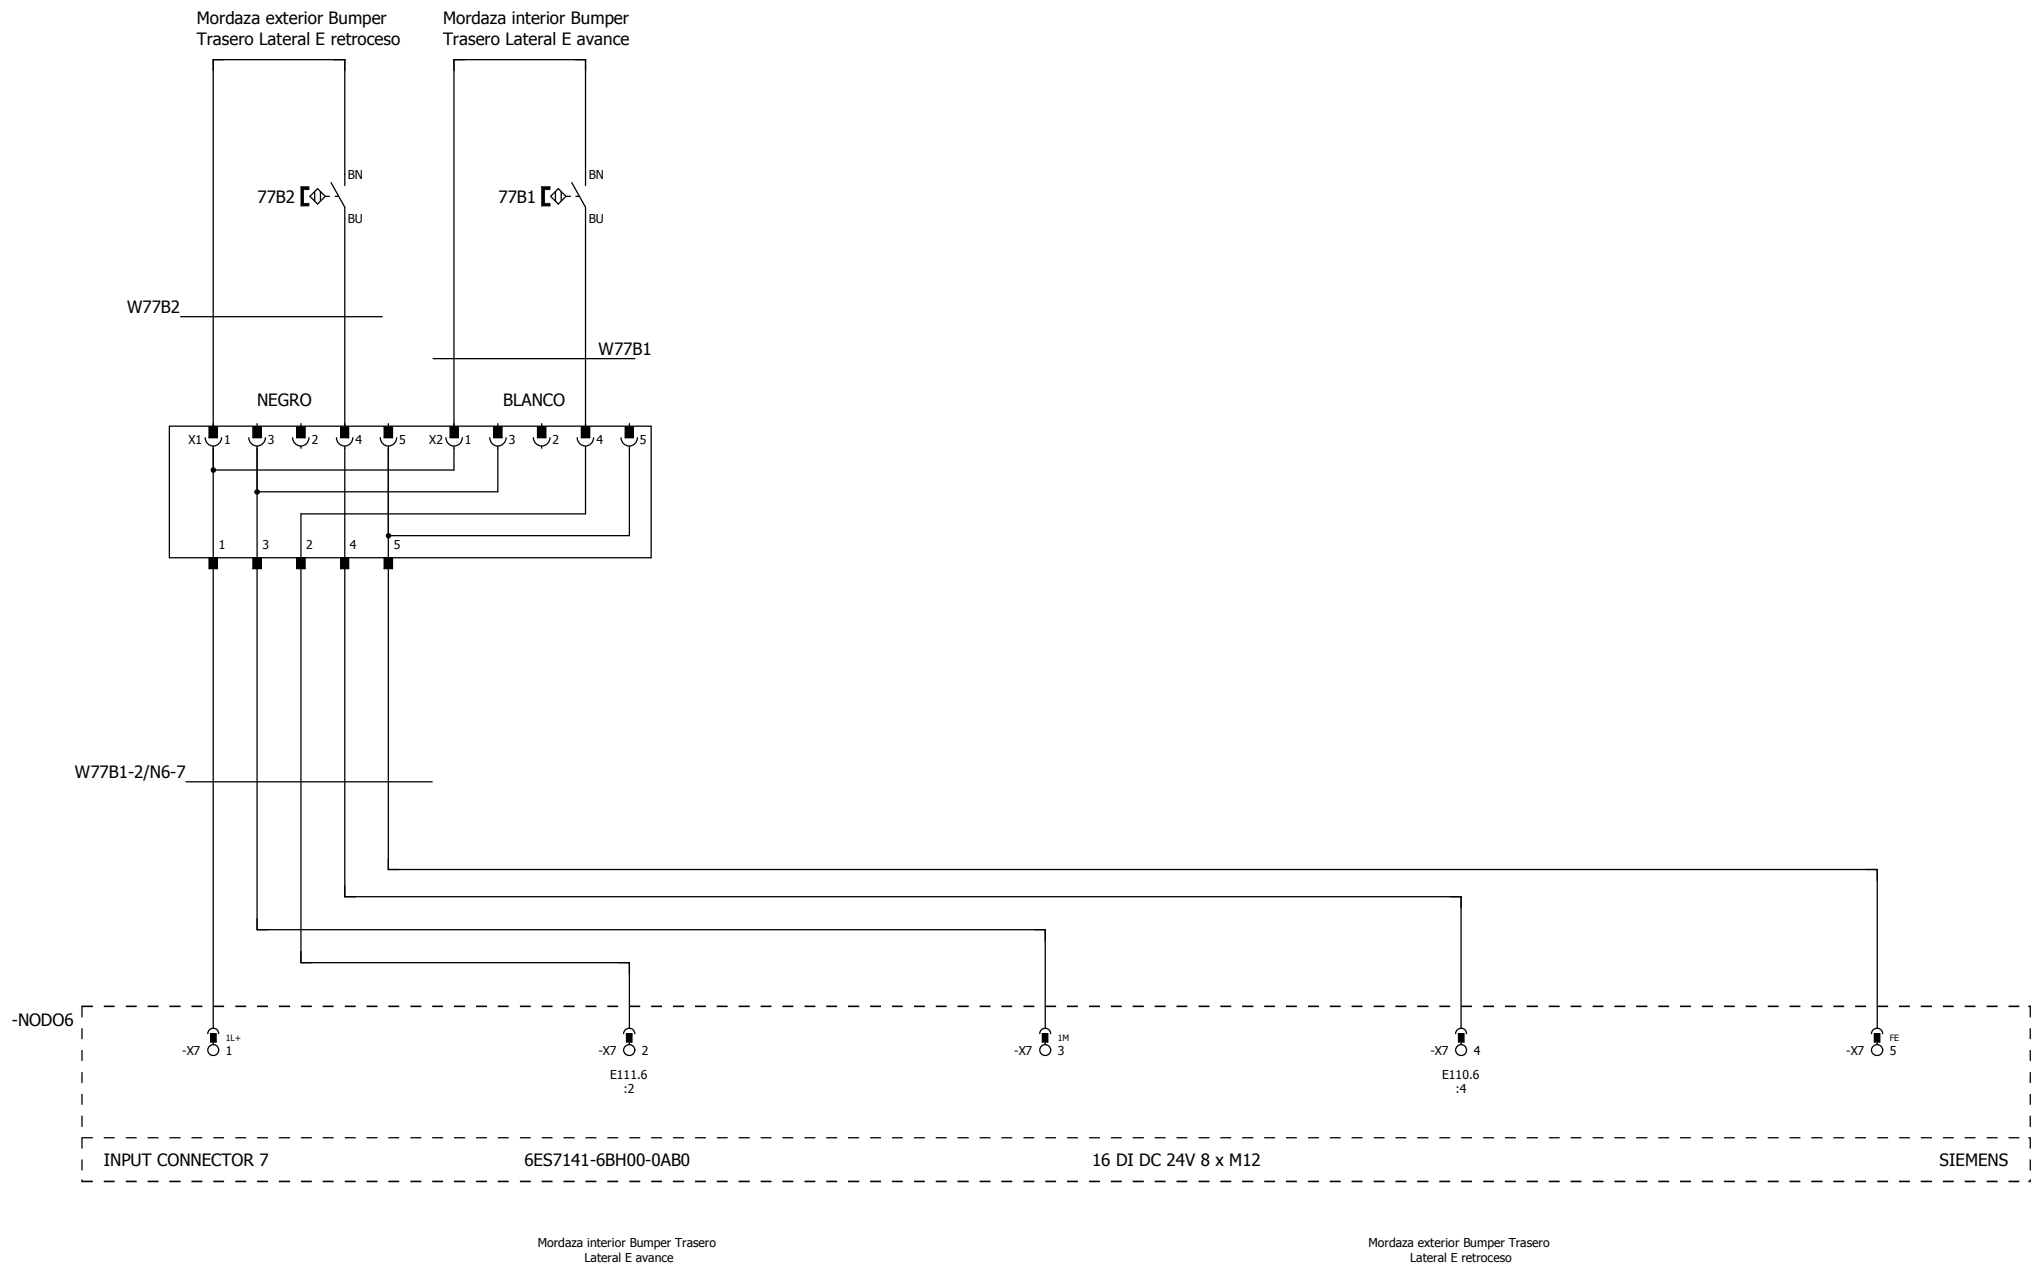 Mordaza exterior Bumper
Trasero Lateral E retroceso
Mordaza interior Bumper
Trasero Lateral E avance
BN
77B2
BU
BN
77B1
BU
W77B2
W77B1
NEGRO
BLANCO
X1 1 3 2 4 5 X2 1 3 2 4 5
1 3 2 4 5
W77B1-2/N6-7
-NODO6
1L+
-X7 1
-X7 2
E111.6
:2
1M
-X7 3
-X7 4
E110.6
:4
FE
-X7 5
INPUT CONNECTOR 7 6ES7141-6BH00-0AB0 16 DI DC 24V 8 x M12 SIEMENS
Mordaza interior Bumper Trasero
Lateral E avance
Mordaza exterior Bumper Trasero
Lateral E retroceso